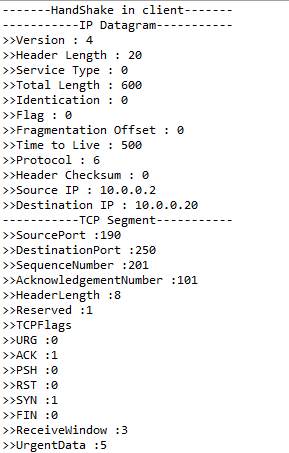 -------HandShake in client-------
-----------IP Datagram-----------
>>Version : 4
>>Header Length : 20
>>Service Type : 0
>>Total Length : 600
>>Identication : 0
>>Flag : 0
>>Fragmentation Offset : 0
>>Time to Live : 500
>>Protocol : 6
>>Header Checksum : 0
>>Source IP : 10.0.0.2
>>Destination IP : 10.0.0.20
-----------TCP Segment-----------
>>SourcePort :190
>>DestinationPort :250
>>SequenceNumber :201
>>AcknowledgementNumber :101
>>HeaderLength :8
>>Reserved :1
>>TCPFlags
>>URG :0
>>ACK :1
>>PSH :0
>>RST :0
>>SYN :1
>>FIN :0
>>ReceiveWindow :3
>>UrgentData :5